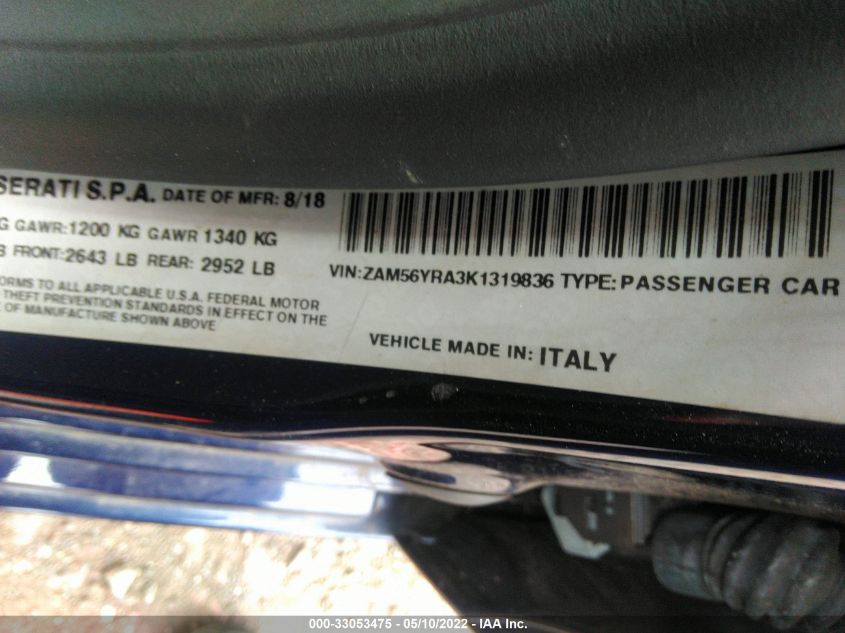 SERATI S.P.A. DATE OF MFR: 8/18
G GAWR:1200 KG GAWR 1340 KG
B FRONT:2643 LB REAR: 2952 LB
ORMS TO ALL APPLICABLE U.S.A. FEDERAL MOTOR
THEFT PREVENTION STANDARDS IN EFFECT ON THE
OF MANUFACTURE SHOWN ABOVE
VIN:ZAM56YRA3K1319836 TYPE:PASSENGER CAR
VEHICLE MADE IN: ITALY
000-33053475 - 05/10/2022 - IAA Inc.